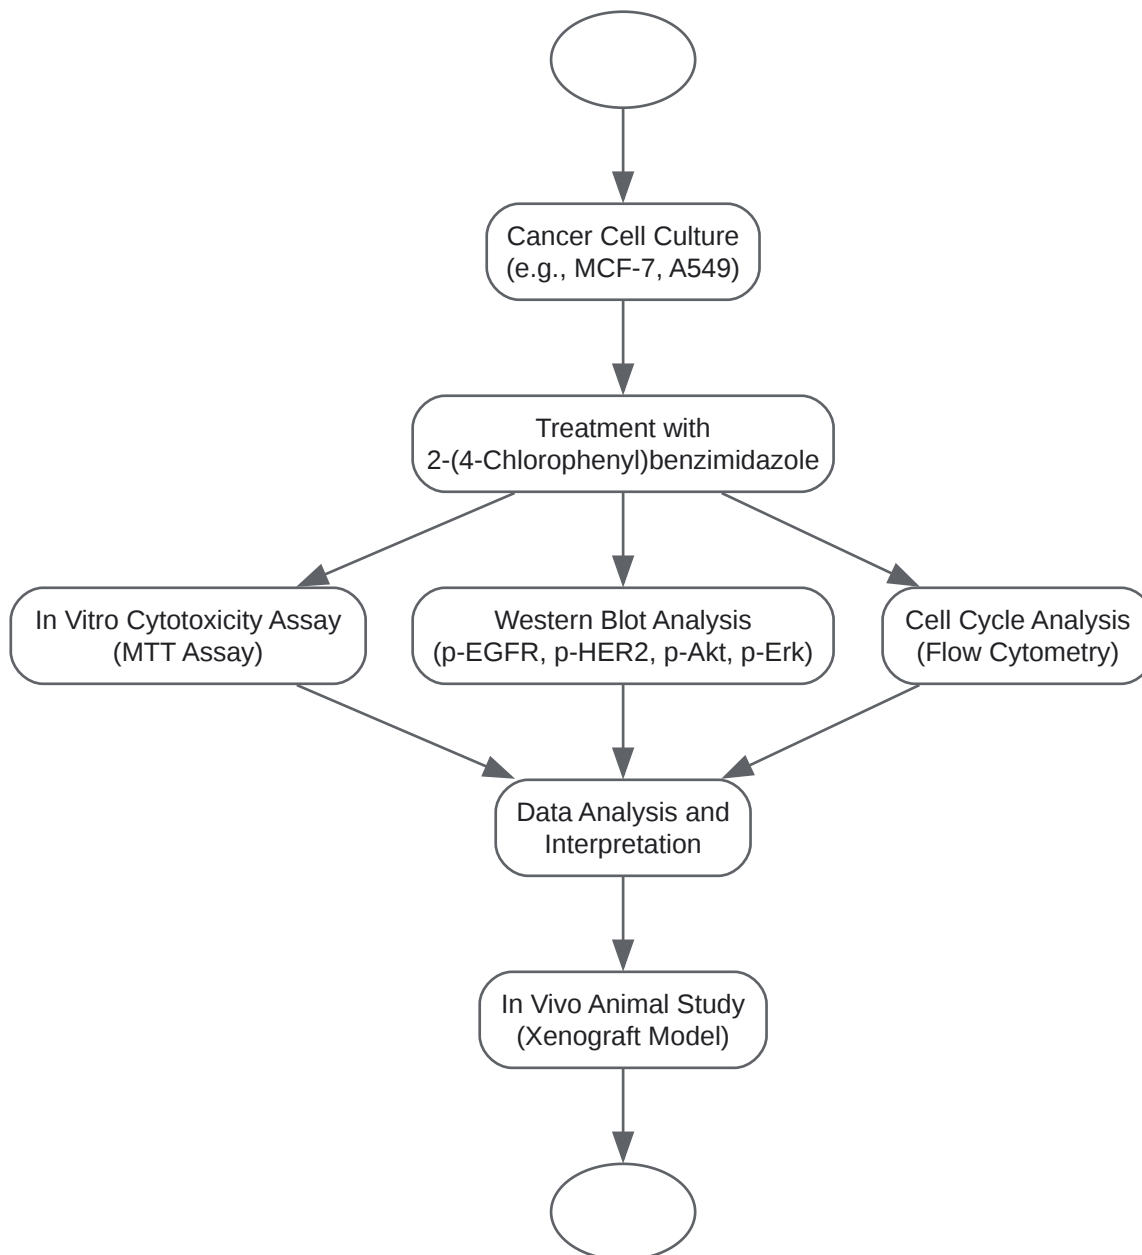 Cancer Cell Culture
(e.g., MCF-7, A549)
Treatment with
2-(4-Chlorophenyl)benzimidazole
In Vitro Cytotoxicity Assay
(MTT Assay)
Western Blot Analysis
(p-EGFR, p-HER2, p-Akt, p-Erk)
Cell Cycle Analysis
(Flow Cytometry)
Data Analysis and
Interpretation
In Vivo Animal Study
(Xenograft Model)